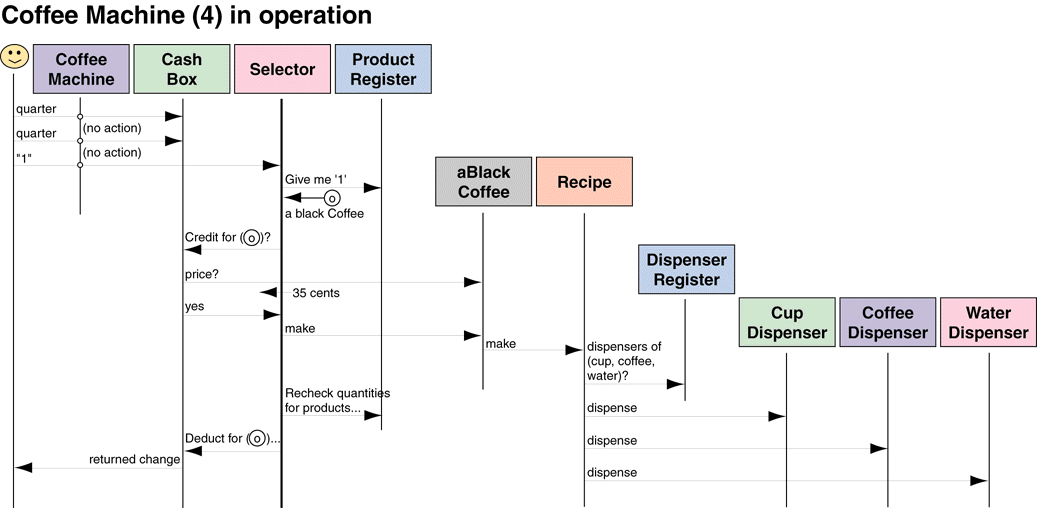 Coffee Machine (4) in operation
Coffee
Machine
Cash
Box
Selector
Product
Register
quarter
(no action)
quarter
(no action)
"1"
aBlack
Coffee
Recipe
Give me '1'
o
a black Coffee
Credit for (o)?
Dispenser
Register
price?
35 cents
Cup
Dispenser
Coffee
Dispenser
Water
Dispenser
yes
make
make
dispensers of
(cup, coffee,
water)?
Recheck quantities
for products...
dispense
Deduct for (o)...
dispense
returned change
dispense